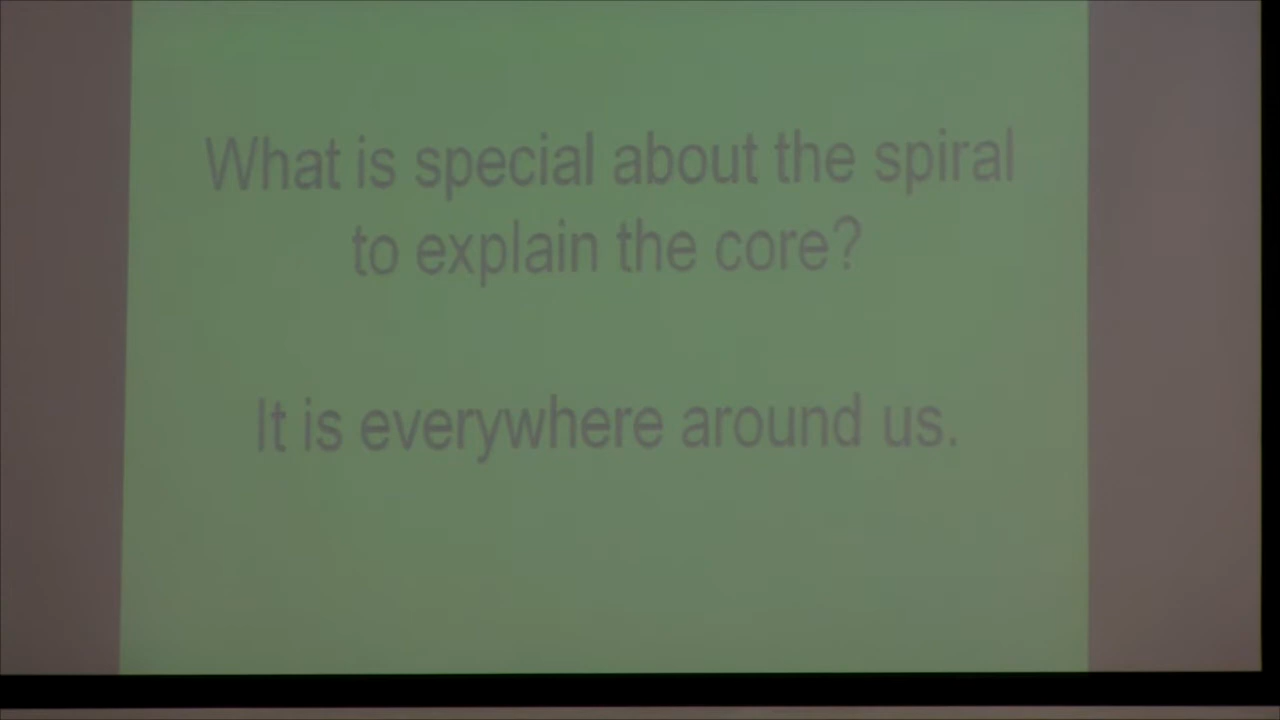 What is special about the spiral
to explain the core?
It is everywhere around us.